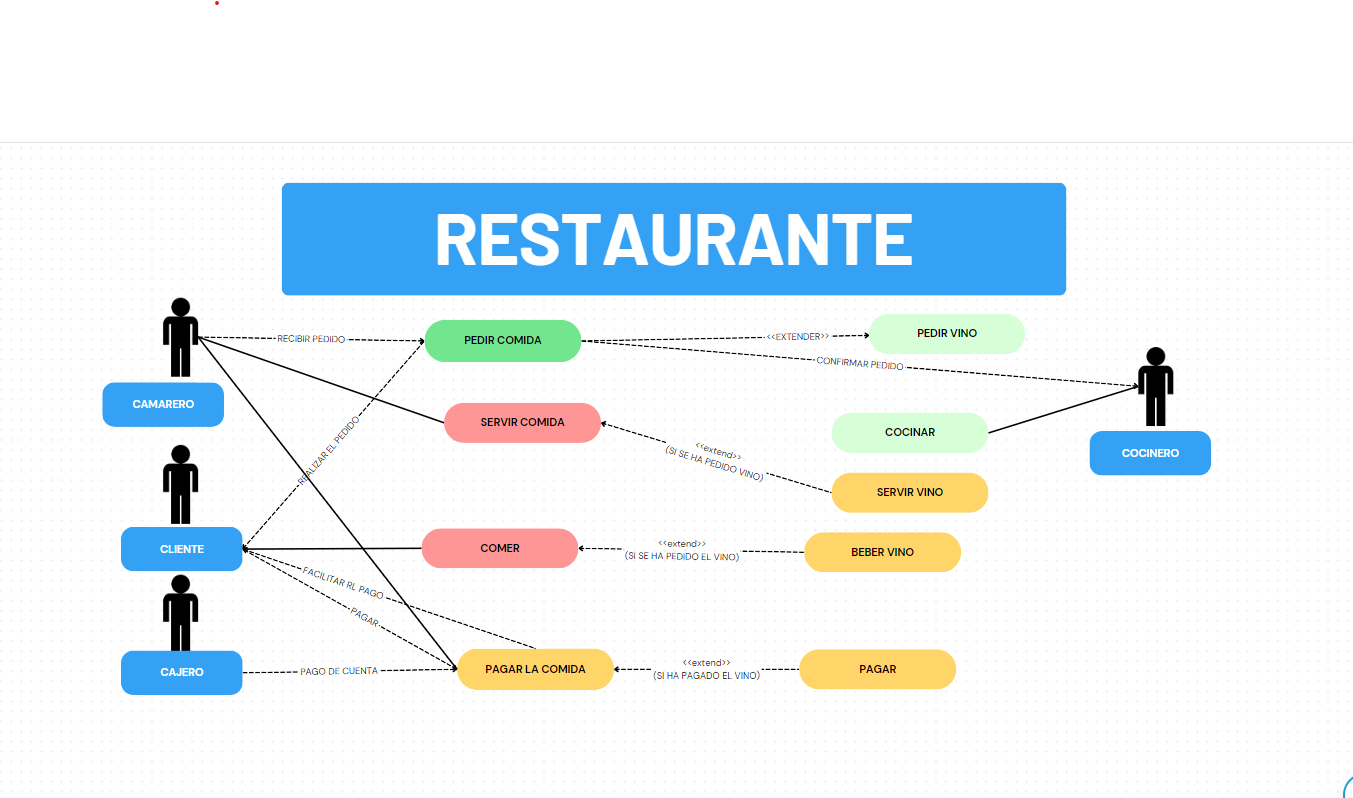 RESTAURANTE
RECIBIR PEDIDO
PEDIR COMIDA
<<EXTENDER>>
PEDIR VINO
CONFIRMAR PEDIDO
CAMARERO
SERVIR COMIDA
<<extend>>
(SI SE HA PEDIDO VINO)
COCINAR
COCINERO
REALIZAR EL PEDIDO
SERVIR VINO
CLIENTE
COMER
<<extend>>
(SI SE HA PEDIDO EL VINO)
BEBER VINO
FACILITAR RL PAGO
PAGAR
CAJERO
PAGO DE CUENTA
PAGAR LA COMIDA
<<extend>>
(SI HA PAGADO EL VINO)
PAGAR